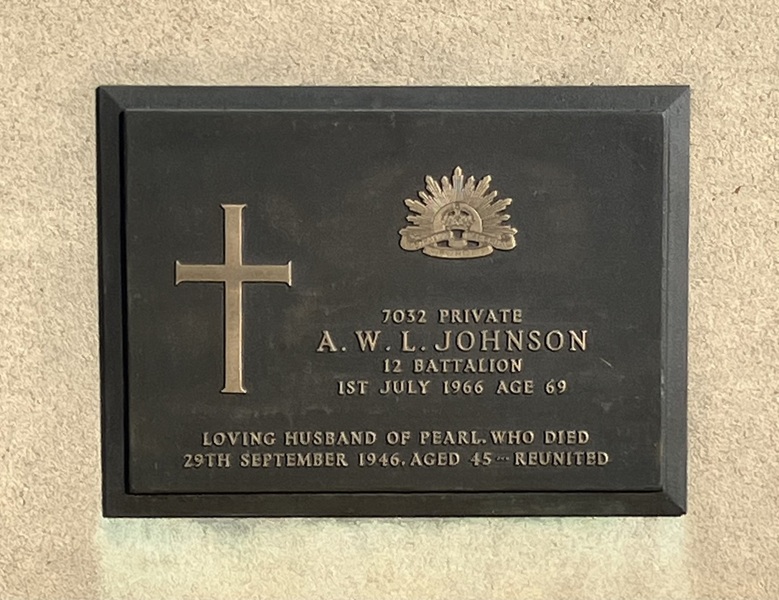 7032 PRIVATE
A. W. L. JOHNSON
12 BATTALION
1ST JULY 1966 AGE 69
LOVING HUSBAND OF PEARL. WHO DIED
29TH SEPTEMBER 1946. AGED 45 ... REUNITED